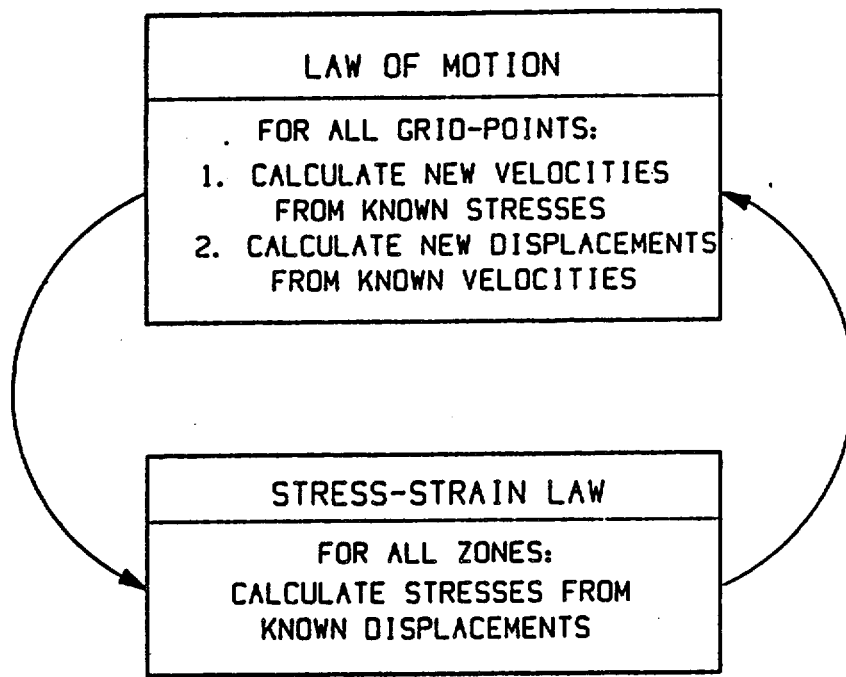 LAW OF MOTION
FOR ALL GRID-POINTS:
1. CALCULATE NEW VELOCITIES
FROM KNOWN STRESSES
2. CALCULATE NEW DISPLACEMENTS
FROM KNOWN VELOCITIES
STRESS-STRAIN LAW
FOR ALL ZONES:
CALCULATE STRESSES FROM
KNOWN DISPLACEMENTS